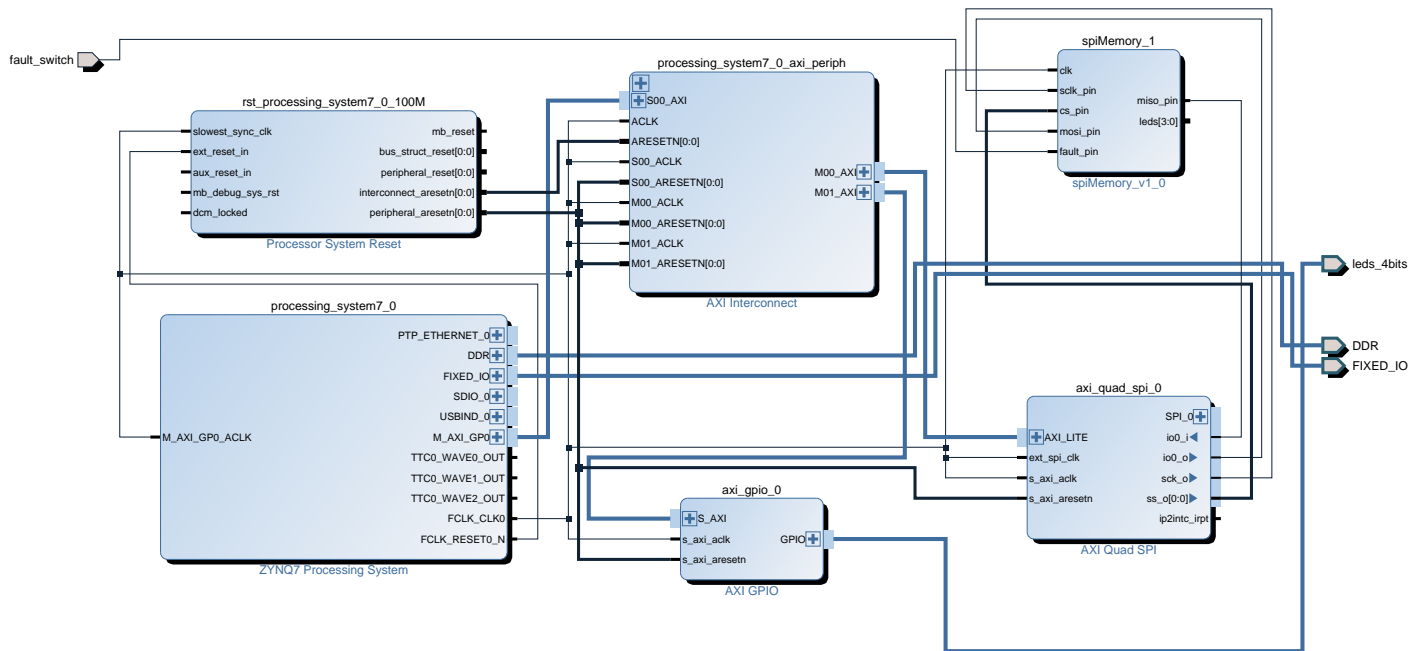 fault_switch
rst_processing_system7_0_100M
slowest_sync_clk
ext_reset_in
aux_reset_in
mb_debug_sys_rst
dcm_locked
mb_reset
bus_struct_reset[0:0]
peripheral_reset[0:0]
interconnect_aresetn[0:0]
peripheral_aresetn[0:0]
Processor System Reset
processing_system7_0
M_AXI_GP0_ACLK
PTP_ETHERNET_0
DDR
FIXED_IO
SDIO_0
USBIND_0
M_AXI_GP0
TTC0_WAVE0_OUT
TTC0_WAVE1_OUT
TTC0_WAVE2_OUT
FCLK_CLK0
FCLK_RESET0_N
ZYNQ7 Processing System
processing_system7_0_axi_periph
S00_AXI
ACLK
ARESETN[0:0]
S00_ACLK
S00_ARESETN[0:0]
M00_ACLK
M00_ARESETN[0:0]
M01_ACLK
M01_ARESETN[0:0]
M00_AXI
M01_AXI
AXI Interconnect
axi_gpio_0
S_AXI
s_axi_aclk
s_axi_aresetn
GPIO
AXI GPIO
spiMemory_1
clk
sclk_pin
cs_pin
mosi_pin
fault_pin
miso_pin
leds[3:0]
spiMemory_v1_0
axi_quad_spi_0
AXI_LITE
ext_spi_clk
s_axi_aclk
s_axi_aresetn
SPI_0
io0_i
io0_o
sck_o
ss_o[0:0]
ip2intc_irpt
AXI Quad SPI
leds_4bits
DDR
FIXED_IO